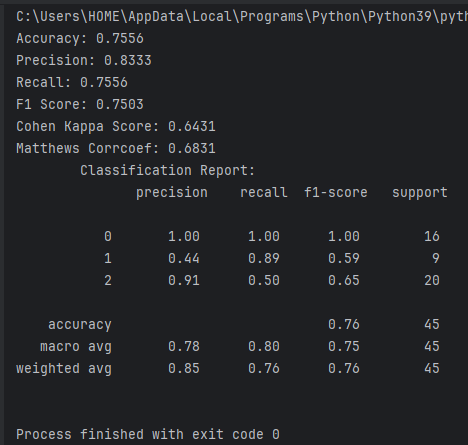 C:\Users\HOME\AppData\Local\Programs\Python\Python39\pyth
Accuracy: 0.7556
Precision: 0.8333
Recall: 0.7556
F1 Score: 0.7503
Cohen Kappa Score: 0.6431
Matthews Corrcoef: 0.6831
Classification Report:
precision recall f1-score support
0 1.00 1.00 1.00 16
1 0.44 0.89 0.59 9
2 0.91 0.50 0.65 20
accuracy 0.76 45
macro avg 0.78 0.80 0.75 45
weighted avg 0.85 0.76 0.76 45
Process finished with exit code 0